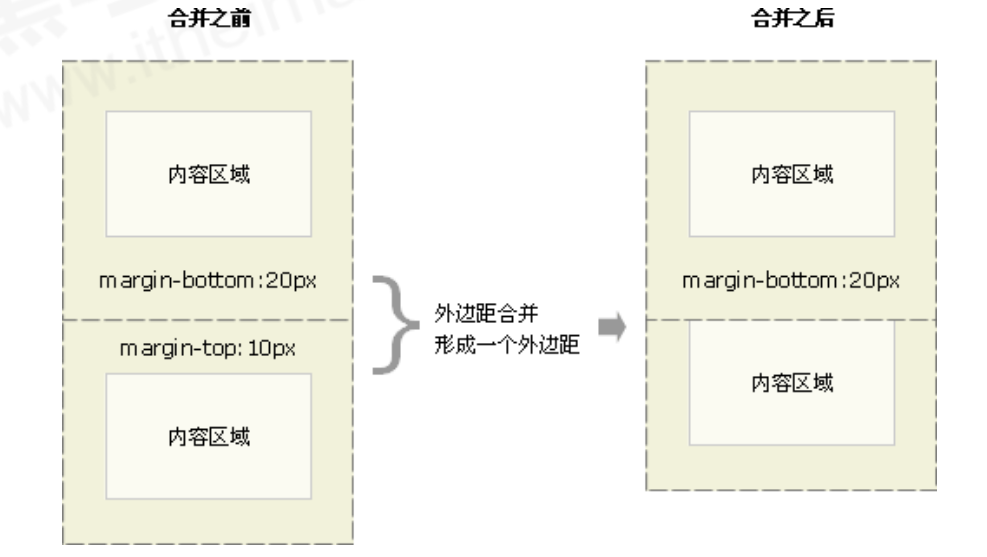 合并之前
合并之后
内容区域
margin-bottom:20px
margin-top:10px
内容区域
外边距合并
形成一个外边距
内容区域
margin-bottom:20px
内容区域